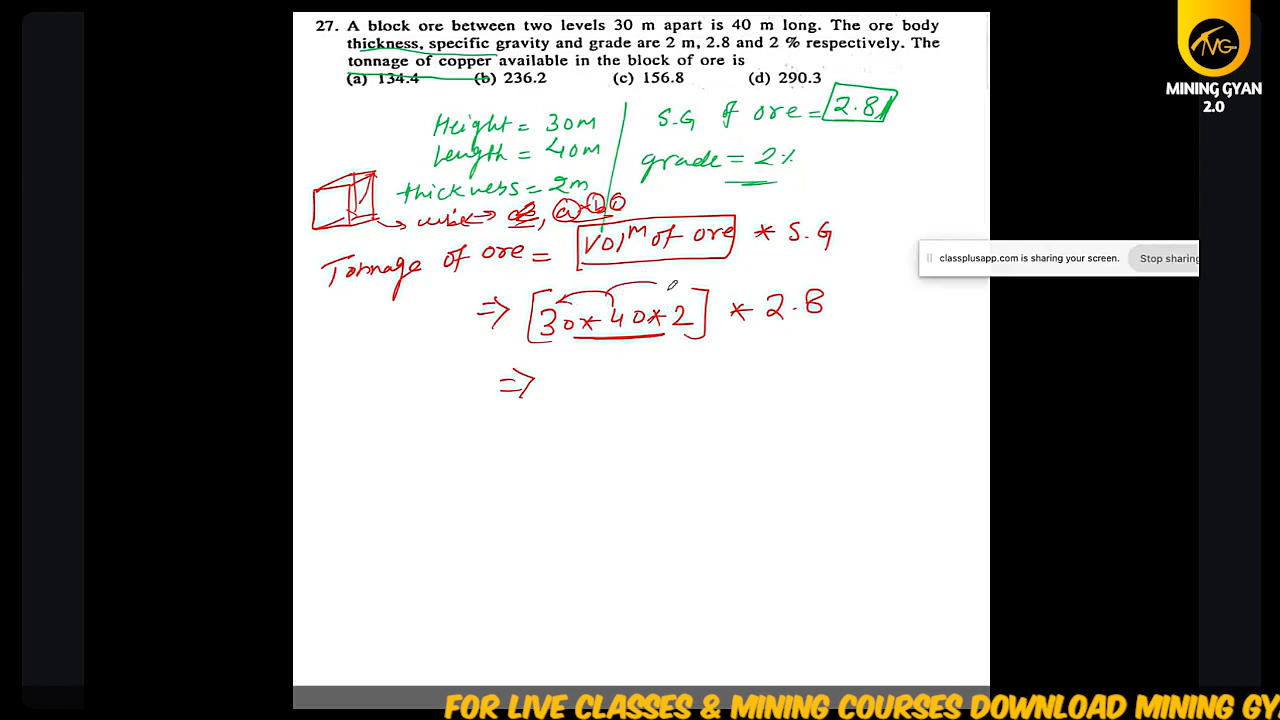 27. A block ore between two levels 30 m apart is 40 m long. The ore body
thickness, specific gravity and grade are 2 m, 2.8 and 2 % respectively. The
tonnage of copper available in the block of ore is
(a) 134.4 (b) 236.2 (c) 156.8 (d) 290.3
TMG
MINING GYAN
2.0
Height = 30m
Length = 40m
thickness = 2m
S.G of ore = 2.8
grade = 2%
a b c
Tonnage of ore = Volm of ore * S.G
⇒ [30*40*2] * 2.8
⇒
classplusapp.com is sharing your screen. Stop sharing
FOR LIVE CLASSES & MINING COURSES DOWNLOAD MINING GY